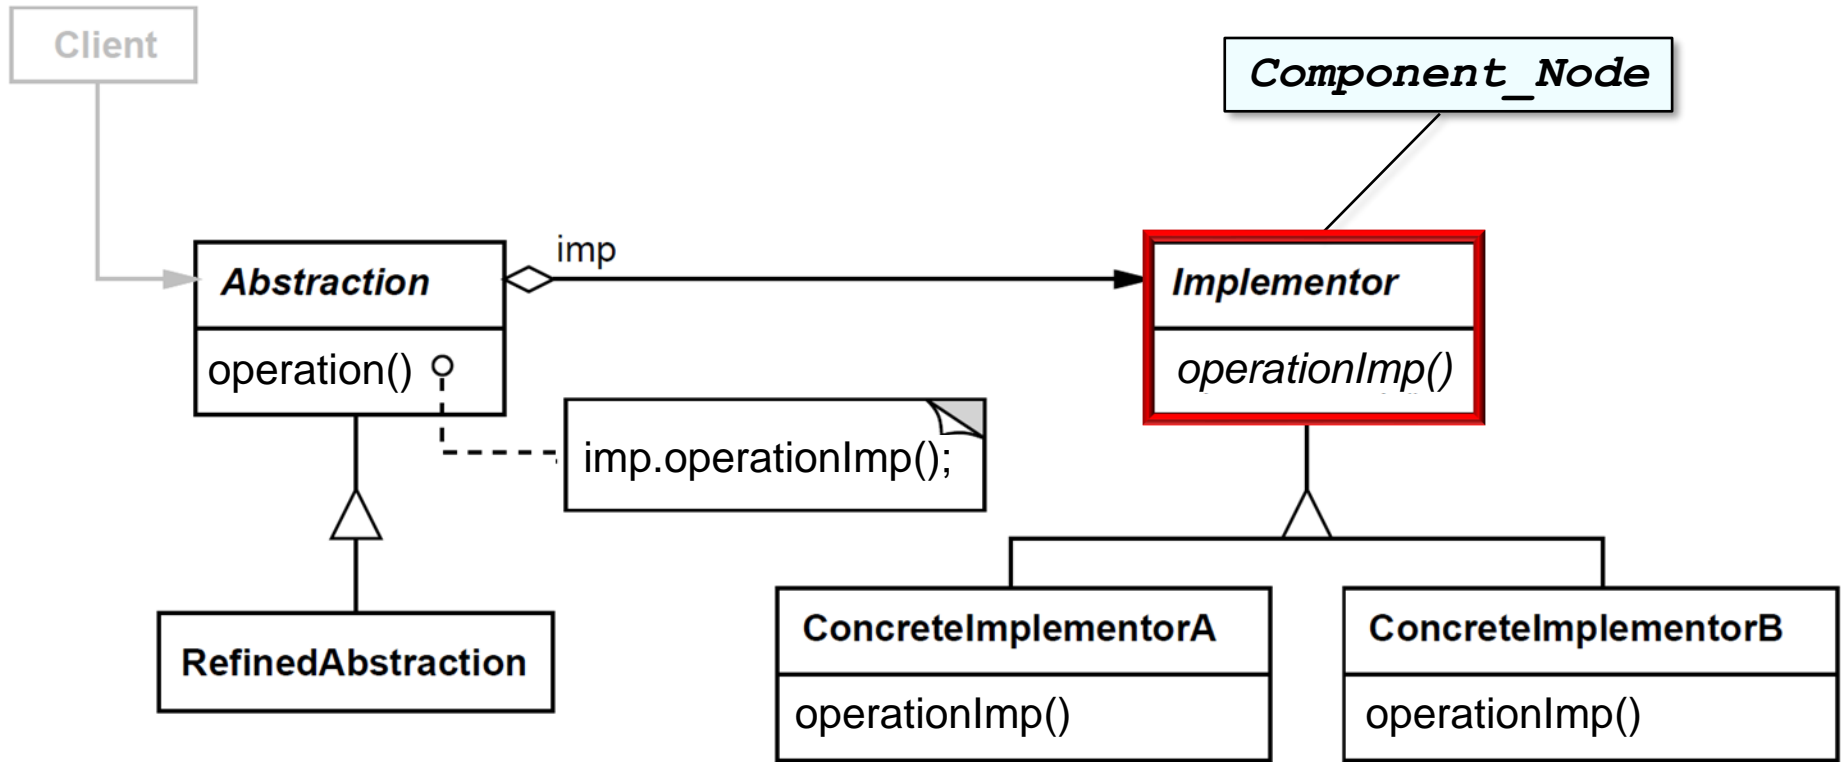 Client
Component_Node
imp
Abstraction
Implementor
operation()
operationImp()
imp.operationImp();
RefinedAbstraction
ConcreteImplementorA
ConcreteImplementorB
operationImp()
operationImp()